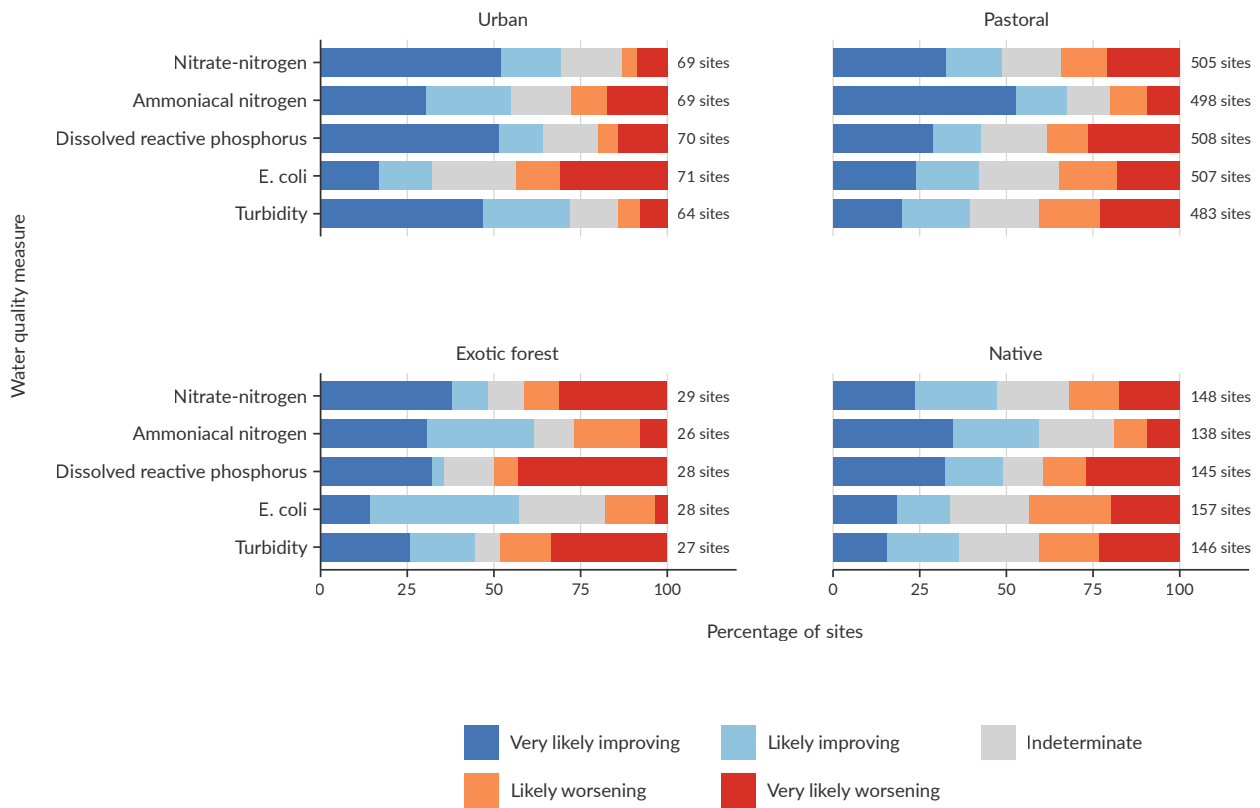 Urban
Pastoral
Nitrate-nitrogen
69 sites
505 sites
Ammoniacal nitrogen
69 sites
498 sites
Dissolved reactive phosphorus
70 sites
508 sites
E. coli
71 sites
507 sites
Turbidity
64 sites
483 sites
Water quality measure
Exotic forest
Native
Nitrate-nitrogen
29 sites
148 sites
Ammoniacal nitrogen
26 sites
138 sites
Dissolved reactive phosphorus
28 sites
145 sites
E. coli
28 sites
157 sites
Turbidity
27 sites
146 sites
0 25 50 75 100
0 25 50 75 100
Percentage of sites
Very likely improving
Likely improving
Indeterminate
Likely worsening
Very likely worsening